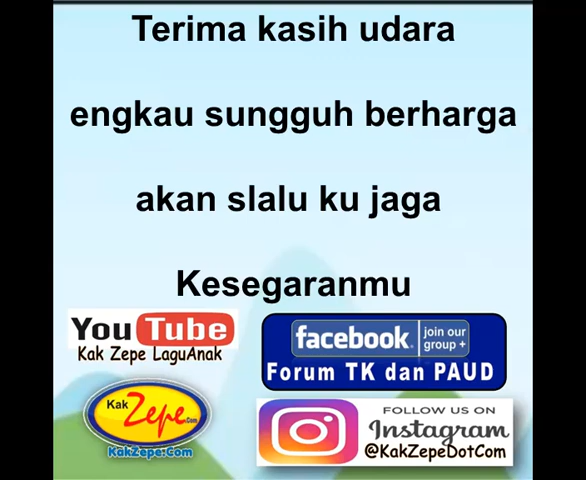 Terima kasih udara
engkau sungguh berharga
akan slalu ku jaga
Kesegaranmu
YouTube
Kak Zepe LaguAnak
facebook
join our
group +
Forum TK dan PAUD
Kak Zepe.Com
KakZepe.Com
FOLLOW US ON
Instagram
@KakZepeDotCom